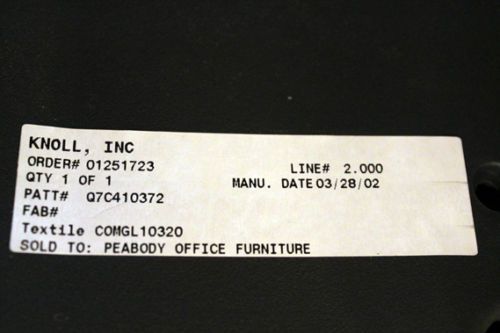 KNOLL, INC
ORDER# 01251723 LINE# 2.000
QTY 1 OF 1 MANU. DATE 03/28/02
PATT# Q7C410372
FAB#
Textile COMGL10320
SOLD TO: PEABODY OFFICE FURNITURE